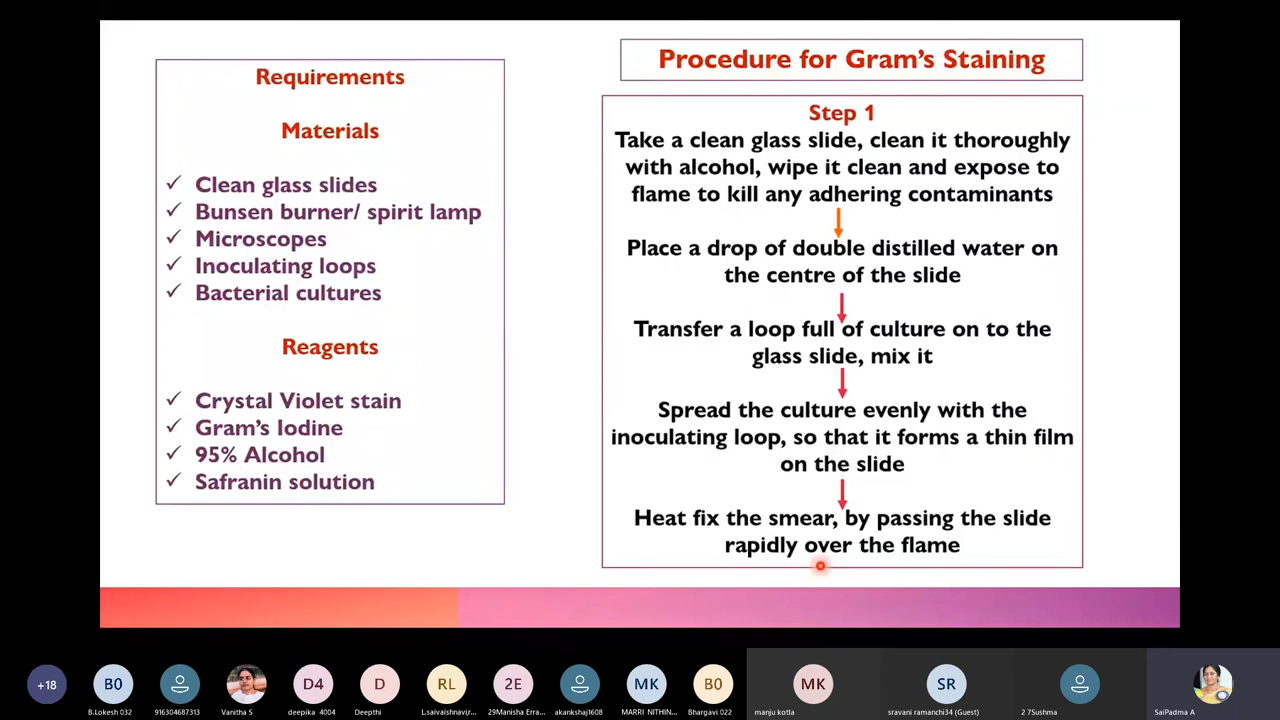 Requirements
Materials
✓ Clean glass slides
✓ Bunsen burner/ spirit lamp
✓ Microscopes
✓ Inoculating loops
✓ Bacterial cultures
Reagents
✓ Crystal Violet stain
✓ Gram's Iodine
✓ 95% Alcohol
✓ Safranin solution
Procedure for Gram's Staining
Step 1
Take a clean glass slide, clean it thoroughly
with alcohol, wipe it clean and expose to
flame to kill any adhering contaminants
Place a drop of double distilled water on
the centre of the slide
Transfer a loop full of culture on to the
glass slide, mix it
Spread the culture evenly with the
inoculating loop, so that it forms a thin film
on the slide
Heat fix the smear, by passing the slide
rapidly over the flame
+18
B0
D4
D
RL
2E
MK
B0
MK
SR
B.Lokesh 032
916304687313
Vanitha S
deepika 4004
Deepthi
L.saivaishnavi,r...
29Manisha Erra...
akankshaj1608
MARRI NITHIN...
Bhargavi 022
manju kotla
sravani ramanchi34 (Guest)
2 7Sushma
SaiPadma A